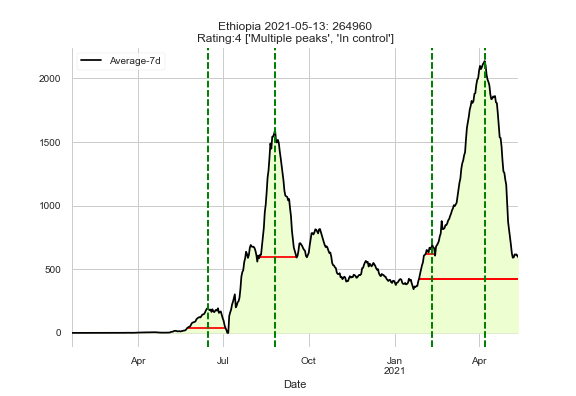 Ethiopia 2021-05-13: 264960
Rating:4 ['Multiple peaks', 'In control']
Average-7d
2000
1500
1000
500
0
Apr Jul Oct Jan Apr
2021
Date